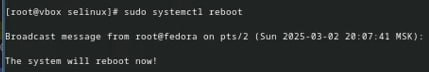 [root@vbox selinux]# sudo systemctl reboot
Broadcast message from root@fedora on pts/2 (Sun 2025-03-02 20:07:41 MSK):
The system will reboot now!